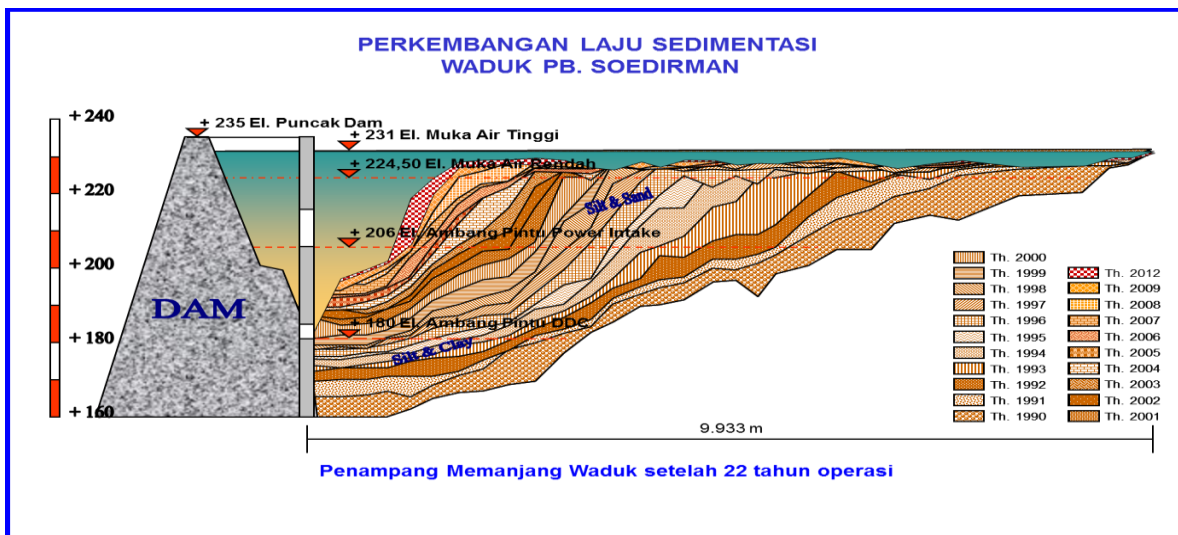 PERKEMBANGAN LAJU SEDIMENTASI
WADUK PB. SOEDIRMAN
+ 240
+ 220
+ 200
+ 180
+ 160
+ 235 El. Puncak Dam
+ 231 El. Muka Air Tinggi
+ 224,50 El. Muka Air Rendah
+ 206 El. Ambang Pintu Power Intake
+ 180 El. Ambang Pintu DDC
Silt & Sand
Silt & Clay
DAM
Th. 2000
Th. 1999
Th. 1998
Th. 1997
Th. 1996
Th. 1995
Th. 1994
Th. 1993
Th. 1992
Th. 1991
Th. 1990
Th. 2012
Th. 2009
Th. 2008
Th. 2007
Th. 2006
Th. 2005
Th. 2004
Th. 2003
Th. 2002
Th. 2001
9.933 m
Penampang Memanjang Waduk setelah 22 tahun operasi